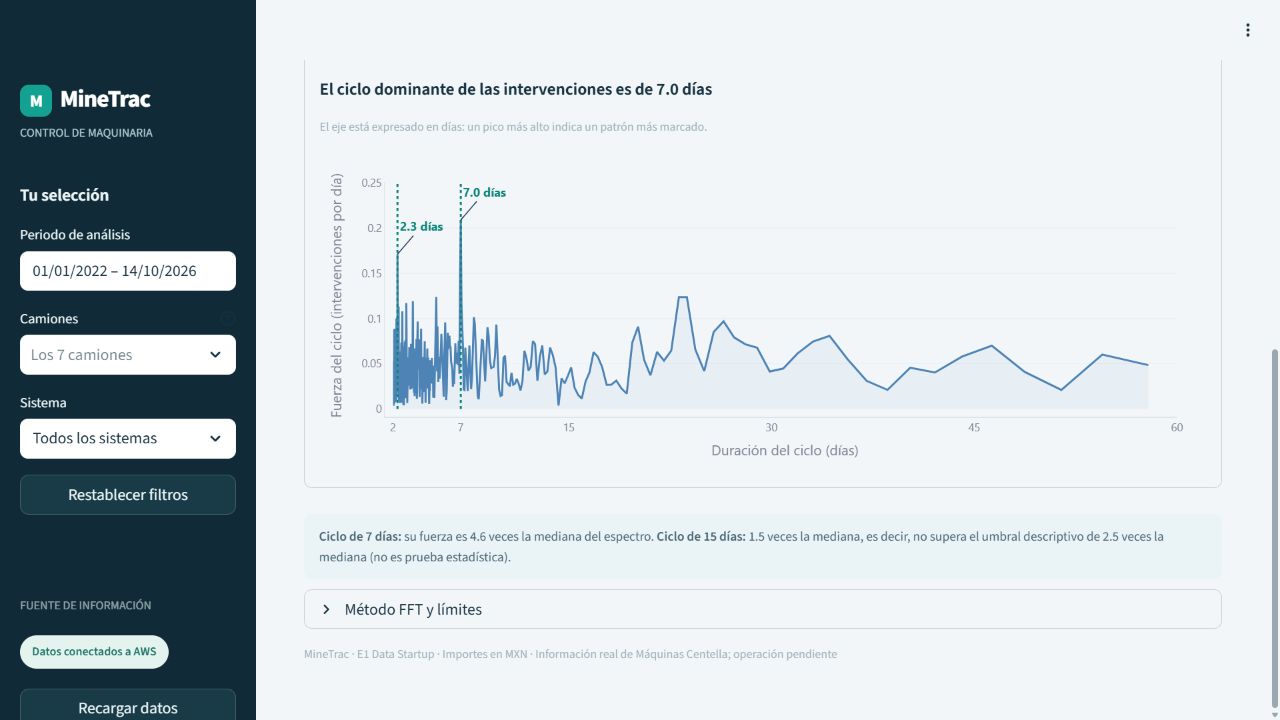 M MineTrac
CONTROL DE MAQUINARIA
Tu selección
Periodo de análisis
01/01/2022 – 14/10/2026
Camiones
Los 7 camiones
Sistema
Todos los sistemas
Restablecer filtros
FUENTE DE INFORMACIÓN
Datos conectados a AWS
Recargar datos
El ciclo dominante de las intervenciones es de 7.0 días
El eje está expresado en días: un pico más alto indica un patrón más marcado.
Fuerza del ciclo (intervenciones por día)
0.25
0.2
0.15
0.1
0.05
0
2.3 días
7.0 días
2 7 15 30 45 60
Duración del ciclo (días)
Ciclo de 7 días: su fuerza es 4.6 veces la mediana del espectro. Ciclo de 15 días: 1.5 veces la mediana, es decir, no supera el umbral descriptivo de 2.5 veces la
mediana (no es prueba estadística).
Método FFT y límites
MineTrac · E1 Data Startup · Importes en MXN · Información real de Máquinas Centella; operación pendiente